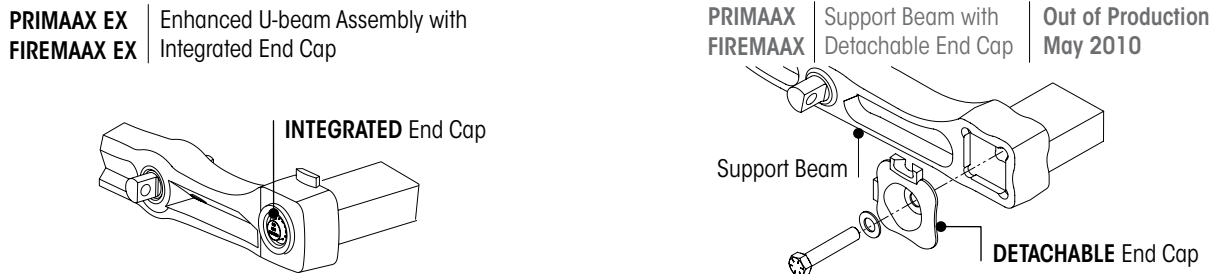 PRIMAAX EX
FIREMAAX EX
Enhanced U-beam Assembly with
Integrated End Cap
INTEGRATED End Cap
PRIMAAX
FIREMAAX
Support Beam with
Detachable End Cap
Out of Production
May 2010
Support Beam
DETACHABLE End Cap